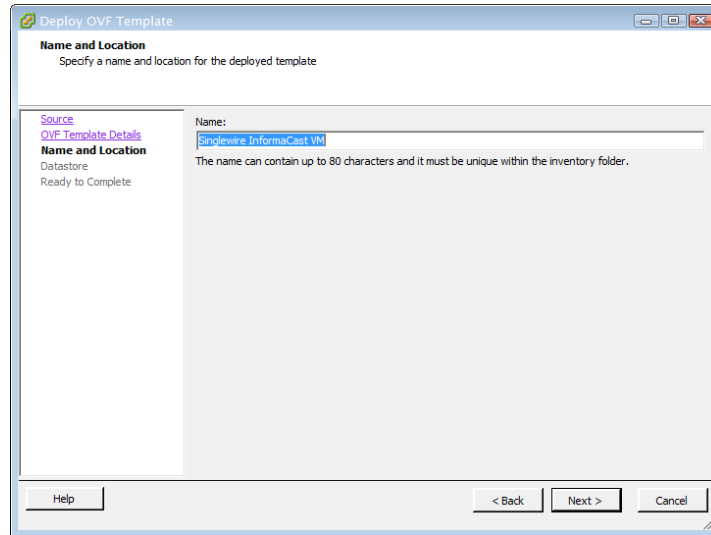 Deploy OVF Template
Name and Location
Specify a name and location for the deployed template
Source
OVF Template Details
Name and Location
Datastore
Ready to Complete
Name:
Singlewire InformaCast VM
The name can contain up to 80 characters and it must be unique within the inventory folder.
Help
< Back
Next >
Cancel